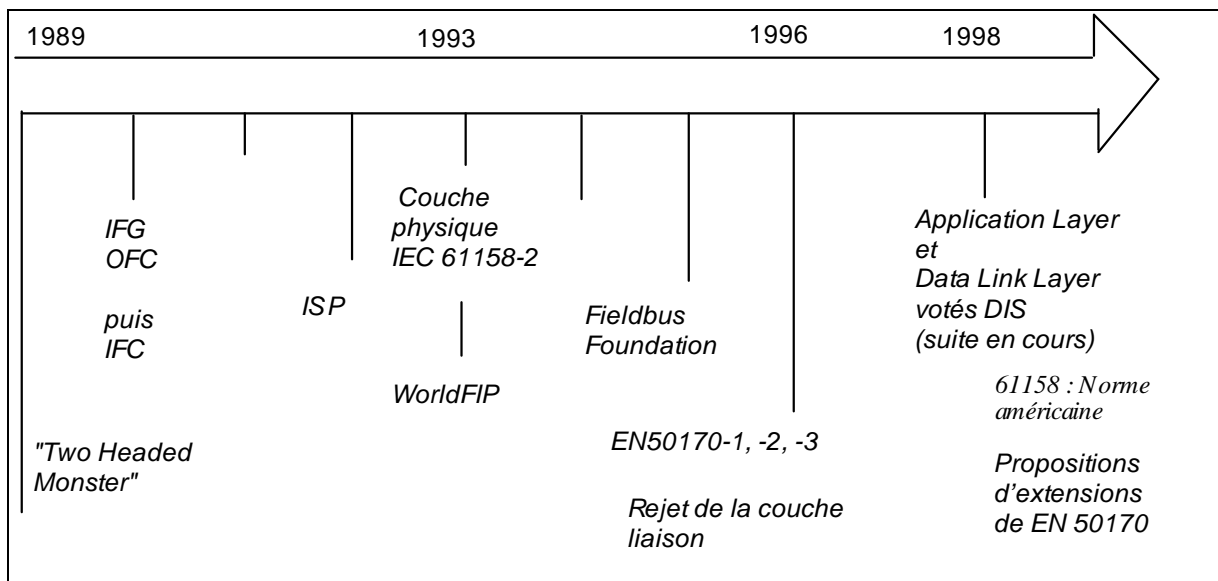 1989
1993
1996
1998
IFG
OFC
puis
IFC
"Two Headed
Monster"
ISP
Couche
physique
IEC 61158-2
WorldFIP
Fieldbus
Foundation
EN50170-1, -2, -3
Rejet de la couche
liaison
Application Layer
et
Data Link Layer
votés DIS
(suite en cours)
61158 : Norme
américaine
Propositions
d'extensions
de EN 50170